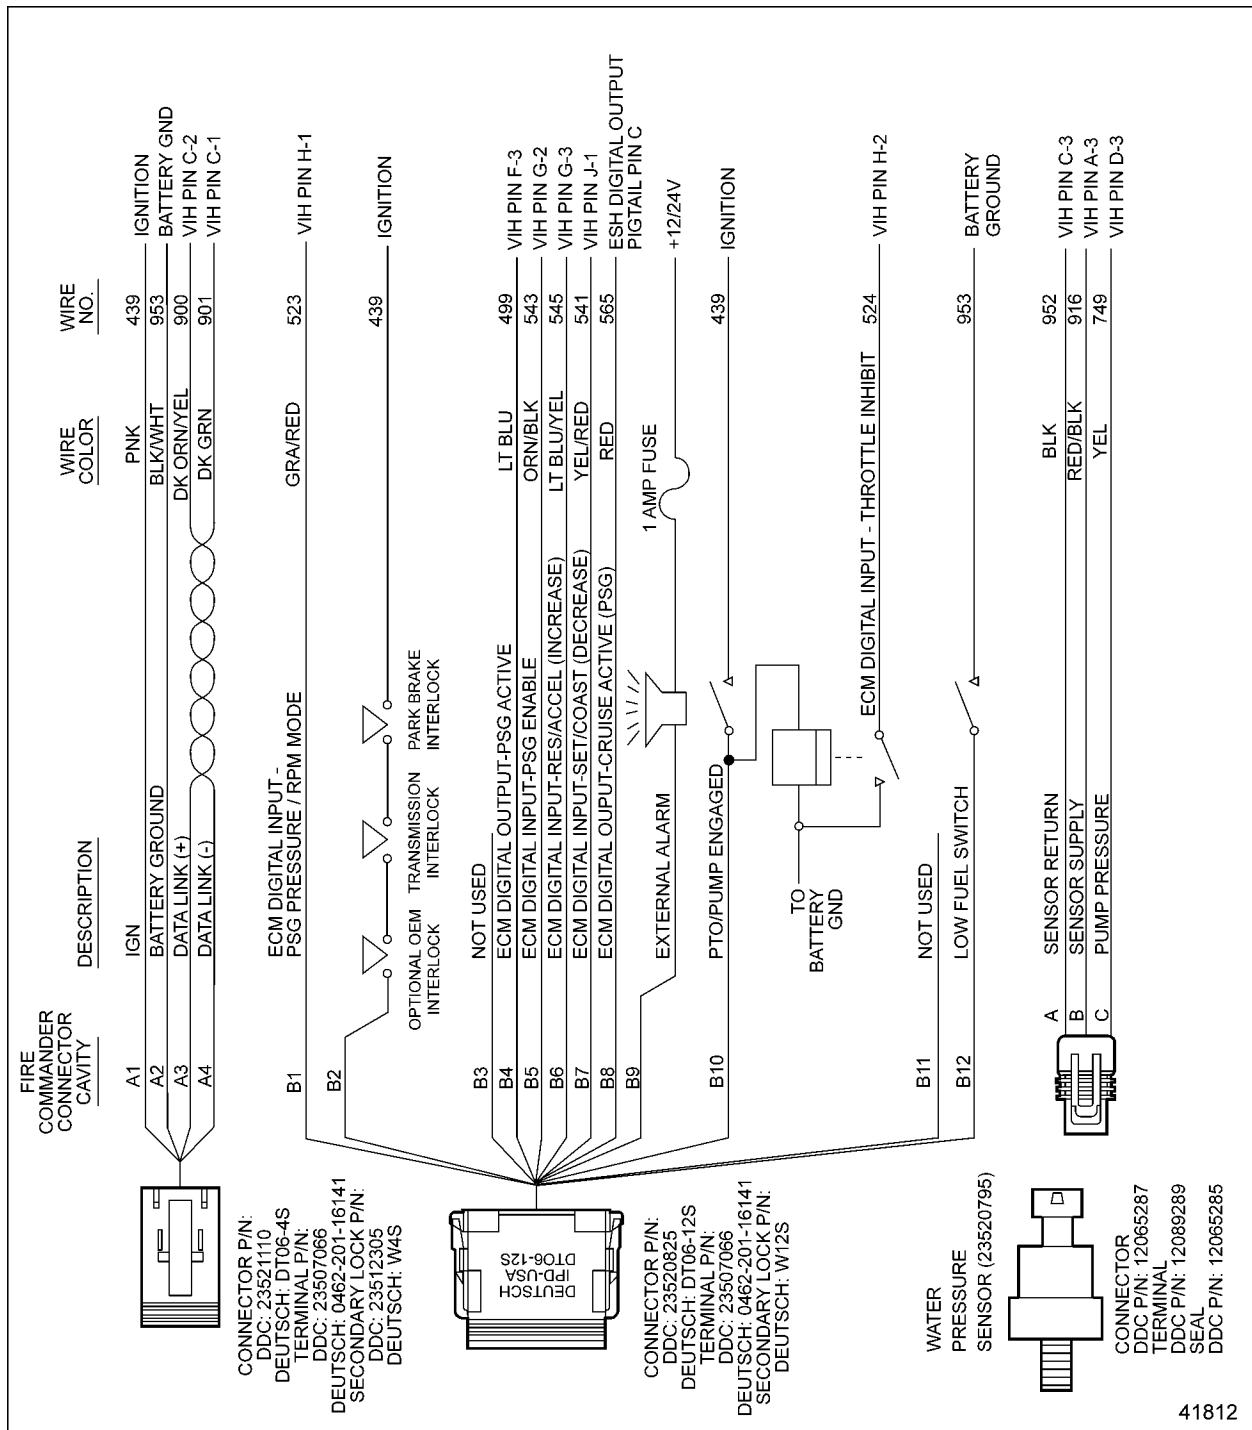 FIRE
COMMANDER
CONNECTOR
CAVITY
DESCRIPTION
WIRE
COLOR
WIRE
NO.
A1
IGN
PNK
439
IGNITION
A2
BATTERY GROUND
BLK/WHT
953
BATTERY GND
A3
DATA LINK (+)
DK ORN/YEL
900
VIH PIN C-2
A4
DATA LINK (-)
DK GRN
901
VIH PIN C-1
CONNECTOR P/N:
DDC: 23521110
DEUTSCH: DT06-4S
TERMINAL P/N:
DDC: 23507066
DEUTSCH: 0462-201-16141
SECONDARY LOCK P/N:
DDC: 23512305
DEUTSCH: W4S
B1
ECM DIGITAL INPUT -
PSG PRESSURE / RPM MODE
GRA/RED
523
VIH PIN H-1
B2
OPTIONAL OEM
INTERLOCK
TRANSMISSION
INTERLOCK
PARK BRAKE
INTERLOCK
439
IGNITION
B3
NOT USED
B4
ECM DIGITAL OUTPUT-PSG ACTIVE
LT BLU
499
VIH PIN F-3
B5
ECM DIGITAL INPUT-PSG ENABLE
ORN/BLK
543
VIH PIN G-2
B6
ECM DIGITAL INPUT-RES/ACCEL (INCREASE)
LT BLU/YEL
545
VIH PIN G-3
B7
ECM DIGITAL INPUT-SET/COAST (DECREASE)
YEL/RED
541
VIH PIN J-1
B8
ECM DIGITAL OUPUT-CRUISE ACTIVE (PSG)
RED
565
ESH DIGITAL OUTPUT
PIGTAIL PIN C
B9
EXTERNAL ALARM
1 AMP FUSE
+12/24V
B10
PTO/PUMP ENGAGED
439
IGNITION
TO
BATTERY
GND
ECM DIGITAL INPUT - THROTTLE INHIBIT
524
VIH PIN H-2
B11
NOT USED
B12
LOW FUEL SWITCH
953
BATTERY
GROUND
DEUTSCH
IPD-USA
DTO6-12S
CONNECTOR P/N:
DDC: 23520825
DEUTSCH: DT06-12S
TERMINAL P/N:
DDC: 23507066
DEUTSCH: 0462-201-16141
SECONDARY LOCK P/N:
DEUTSCH: W12S
A
SENSOR RETURN
BLK
952
VIH PIN C-3
B
SENSOR SUPPLY
RED/BLK
916
VIH PIN A-3
C
PUMP PRESSURE
YEL
749
VIH PIN D-3
WATER
PRESSURE
SENSOR (23520795)
CONNECTOR
DDC P/N: 12065287
TERMINAL
DDC P/N: 12089289
SEAL
DDC P/N: 12065285
41812